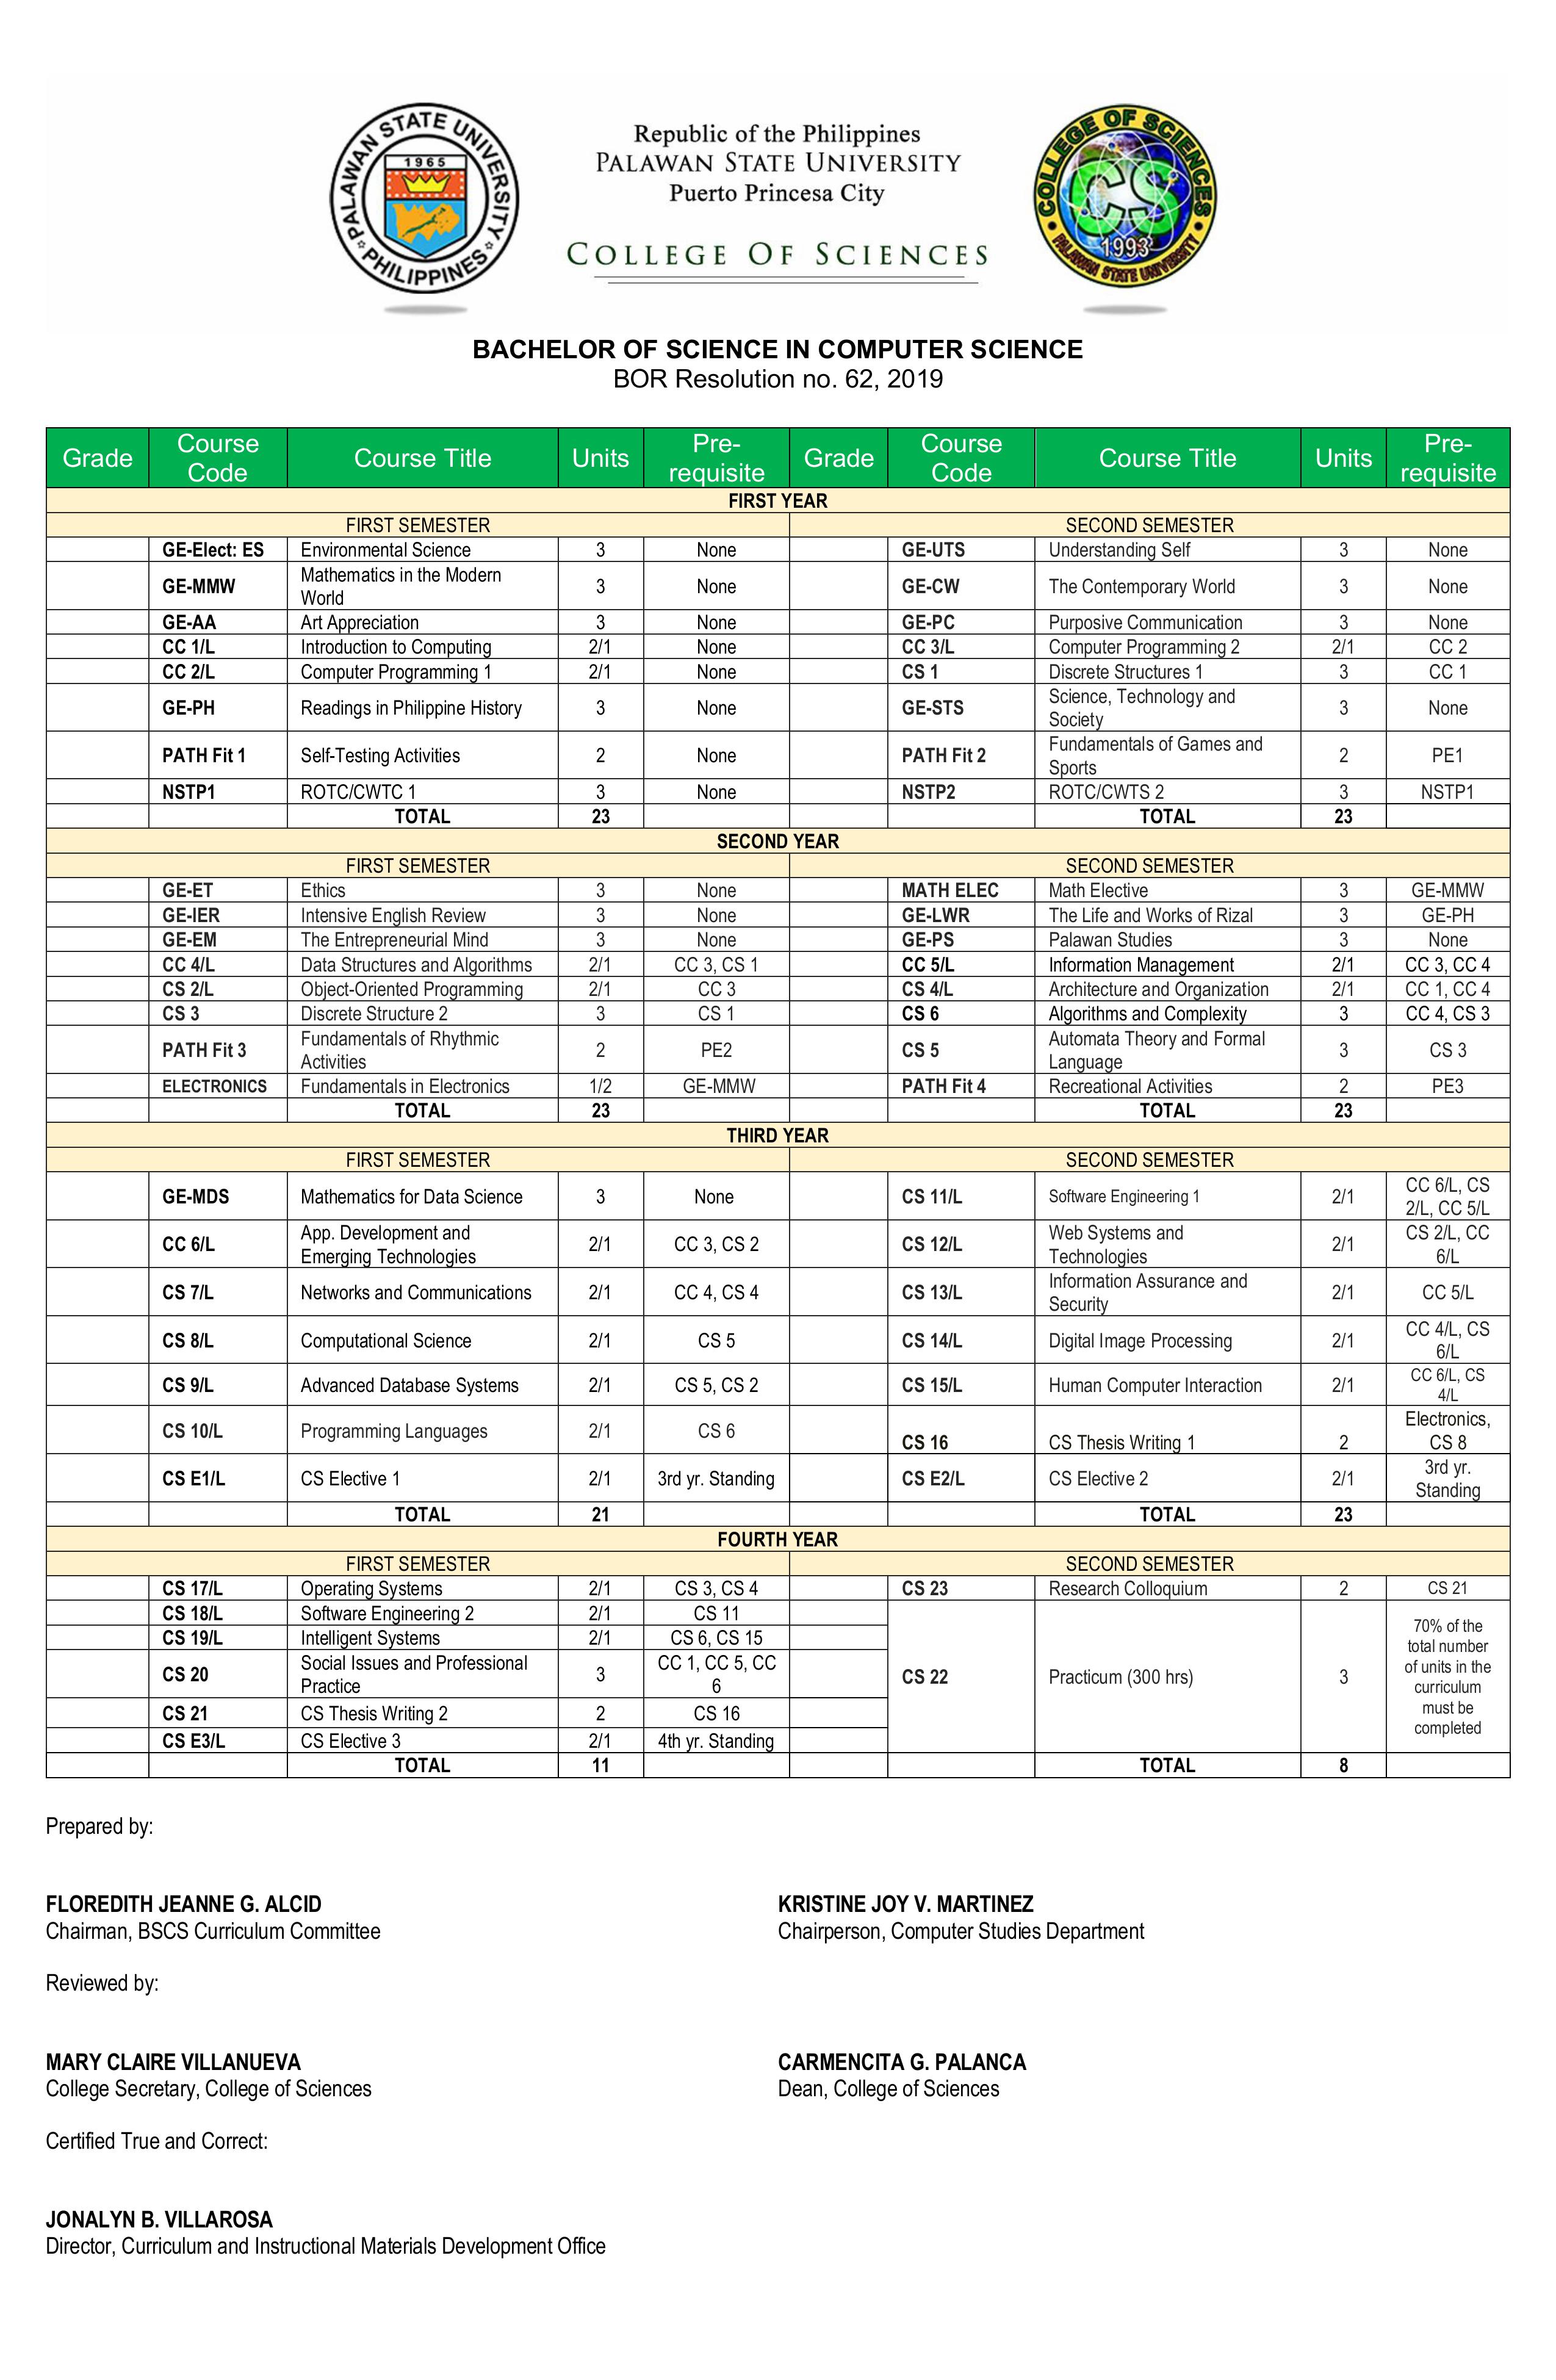 PALAWAN STATE UNIVERSITY
1965
PHILIPPINES
Republic of the Philippines
PALAWAN STATE UNIVERSITY
Puerto Princesa City
COLLEGE OF SCIENCES
COLLEGE OF SCIENCES
CS
1993
PALAWAN STATE UNIVERSITY
BACHELOR OF SCIENCE IN COMPUTER SCIENCE
BOR Resolution no. 62, 2019
Grade Course Code Course Title Units Pre-requisite Grade Course Code Course Title Units Pre-requisite
FIRST YEAR
FIRST SEMESTER SECOND SEMESTER
GE-Elect: ES Environmental Science 3 None GE-UTS Understanding Self 3 None
GE-MMW Mathematics in the Modern World 3 None GE-CW The Contemporary World 3 None
GE-AA Art Appreciation 3 None GE-PC Purposive Communication 3 None
CC 1/L Introduction to Computing 2/1 None CC 3/L Computer Programming 2 2/1 CC 2
CC 2/L Computer Programming 1 2/1 None CS 1 Discrete Structures 1 3 CC 1
GE-PH Readings in Philippine History 3 None GE-STS Science, Technology and Society 3 None
PATH Fit 1 Self-Testing Activities 2 None PATH Fit 2 Fundamentals of Games and Sports 2 PE1
NSTP1 ROTC/CWTC 1 3 None NSTP2 ROTC/CWTS 2 3 NSTP1
TOTAL 23 TOTAL 23
SECOND YEAR
FIRST SEMESTER SECOND SEMESTER
GE-ET Ethics 3 None MATH ELEC Math Elective 3 GE-MMW
GE-IER Intensive English Review 3 None GE-LWR The Life and Works of Rizal 3 GE-PH
GE-EM The Entrepreneurial Mind 3 None GE-PS Palawan Studies 3 None
CC 4/L Data Structures and Algorithms 2/1 CC 3, CS 1 CC 5/L Information Management 2/1 CC 3, CC 4
CS 2/L Object-Oriented Programming 2/1 CC 3 CS 4/L Architecture and Organization 2/1 CC 1, CC 4
CS 3 Discrete Structure 2 3 CS 1 CS 6 Algorithms and Complexity 3 CC 4, CS 3
PATH Fit 3 Fundamentals of Rhythmic Activities 2 PE2 CS 5 Automata Theory and Formal Language 3 CS 3
ELECTRONICS Fundamentals in Electronics 1/2 GE-MMW PATH Fit 4 Recreational Activities 2 PE3
TOTAL 23 TOTAL 23
THIRD YEAR
FIRST SEMESTER SECOND SEMESTER
GE-MDS Mathematics for Data Science 3 None CS 11/L Software Engineering 1 2/1 CC 6/L, CS 2/L, CC 5/L
CC 6/L App. Development and Emerging Technologies 2/1 CC 3, CS 2 CS 12/L Web Systems and Technologies 2/1 CS 2/L, CC 6/L
CS 7/L Networks and Communications 2/1 CC 4, CS 4 CS 13/L Information Assurance and Security 2/1 CC 5/L
CS 8/L Computational Science 2/1 CS 5 CS 14/L Digital Image Processing 2/1 CC 4/L, CS 6/L
CS 9/L Advanced Database Systems 2/1 CS 5, CS 2 CS 15/L Human Computer Interaction 2/1 CC 6/L, CS 4/L
CS 10/L Programming Languages 2/1 CS 6 CS 16 CS Thesis Writing 1 2 Electronics, CS 8
CS E1/L CS Elective 1 2/1 3rd yr. Standing CS E2/L CS Elective 2 2/1 3rd yr. Standing
TOTAL 21 TOTAL 23
FOURTH YEAR
FIRST SEMESTER SECOND SEMESTER
CS 17/L Operating Systems 2/1 CS 3, CS 4 CS 23 Research Colloquium 2 CS 21
CS 18/L Software Engineering 2 2/1 CS 11
CS 19/L Intelligent Systems 2/1 CS 6, CS 15
CS 20 Social Issues and Professional Practice 3 CC 1, CC 5, CC 6 CS 22 Practicum (300 hrs) 3 70% of the total number of units in the curriculum must be completed
CS 21 CS Thesis Writing 2 2 CS 16
CS E3/L CS Elective 3 2/1 4th yr. Standing
TOTAL 11 TOTAL 8
Prepared by:
FLOREDITH JEANNE G. ALCID KRISTINE JOY V. MARTINEZ
Chairman, BSCS Curriculum Committee Chairperson, Computer Studies Department
Reviewed by:
MARY CLAIRE VILLANUEVA CARMENCITA G. PALANCA
College Secretary, College of Sciences Dean, College of Sciences
Certified True and Correct:
JONALYN B. VILLAROSA
Director, Curriculum and Instructional Materials Development Office